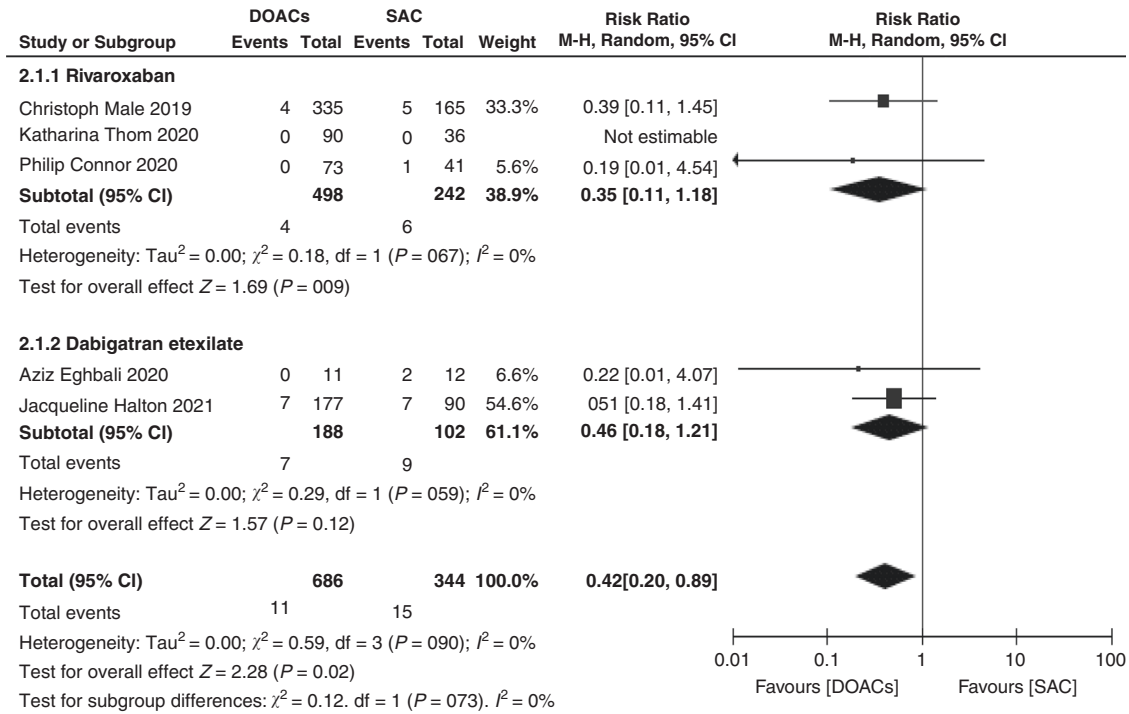 DOACs SAC Risk Ratio Risk Ratio
Study or Subgroup Events Total Events Total Weight M-H, Random, 95% CI M-H, Random, 95% CI
2.1.1 Rivaroxaban
Christoph Male 2019 4 335 5 165 33.3% 0.39 [0.11, 1.45]
Katharina Thom 2020 0 90 0 36 Not estimable
Philip Connor 2020 0 73 1 41 5.6% 0.19 [0.01, 4.54]
Subtotal (95% CI) 498 242 38.9% 0.35 [0.11, 1.18]
Total events 4 6
Heterogeneity: Tau² = 0.00; χ² = 0.18, df = 1 (P = 067); I² = 0%
Test for overall effect Z = 1.69 (P = 009)
2.1.2 Dabigatran etexilate
Aziz Eghbali 2020 0 11 2 12 6.6% 0.22 [0.01, 4.07]
Jacqueline Halton 2021 7 177 7 90 54.6% 051 [0.18, 1.41]
Subtotal (95% CI) 188 102 61.1% 0.46 [0.18, 1.21]
Total events 7 9
Heterogeneity: Tau² = 0.00; χ² = 0.29, df = 1 (P = 059); I² = 0%
Test for overall effect Z = 1.57 (P = 0.12)
Total (95% CI) 686 344 100.0% 0.42[0.20, 0.89]
Total events 11 15
Heterogeneity: Tau² = 0.00; χ² = 0.59, df = 3 (P = 090); I² = 0%
Test for overall effect Z = 2.28 (P = 0.02)
Test for subgroup differences: χ² = 0.12. df = 1 (P = 073). I² = 0%
0.01 0.1 1 10 100
Favours [DOACs] Favours [SAC]